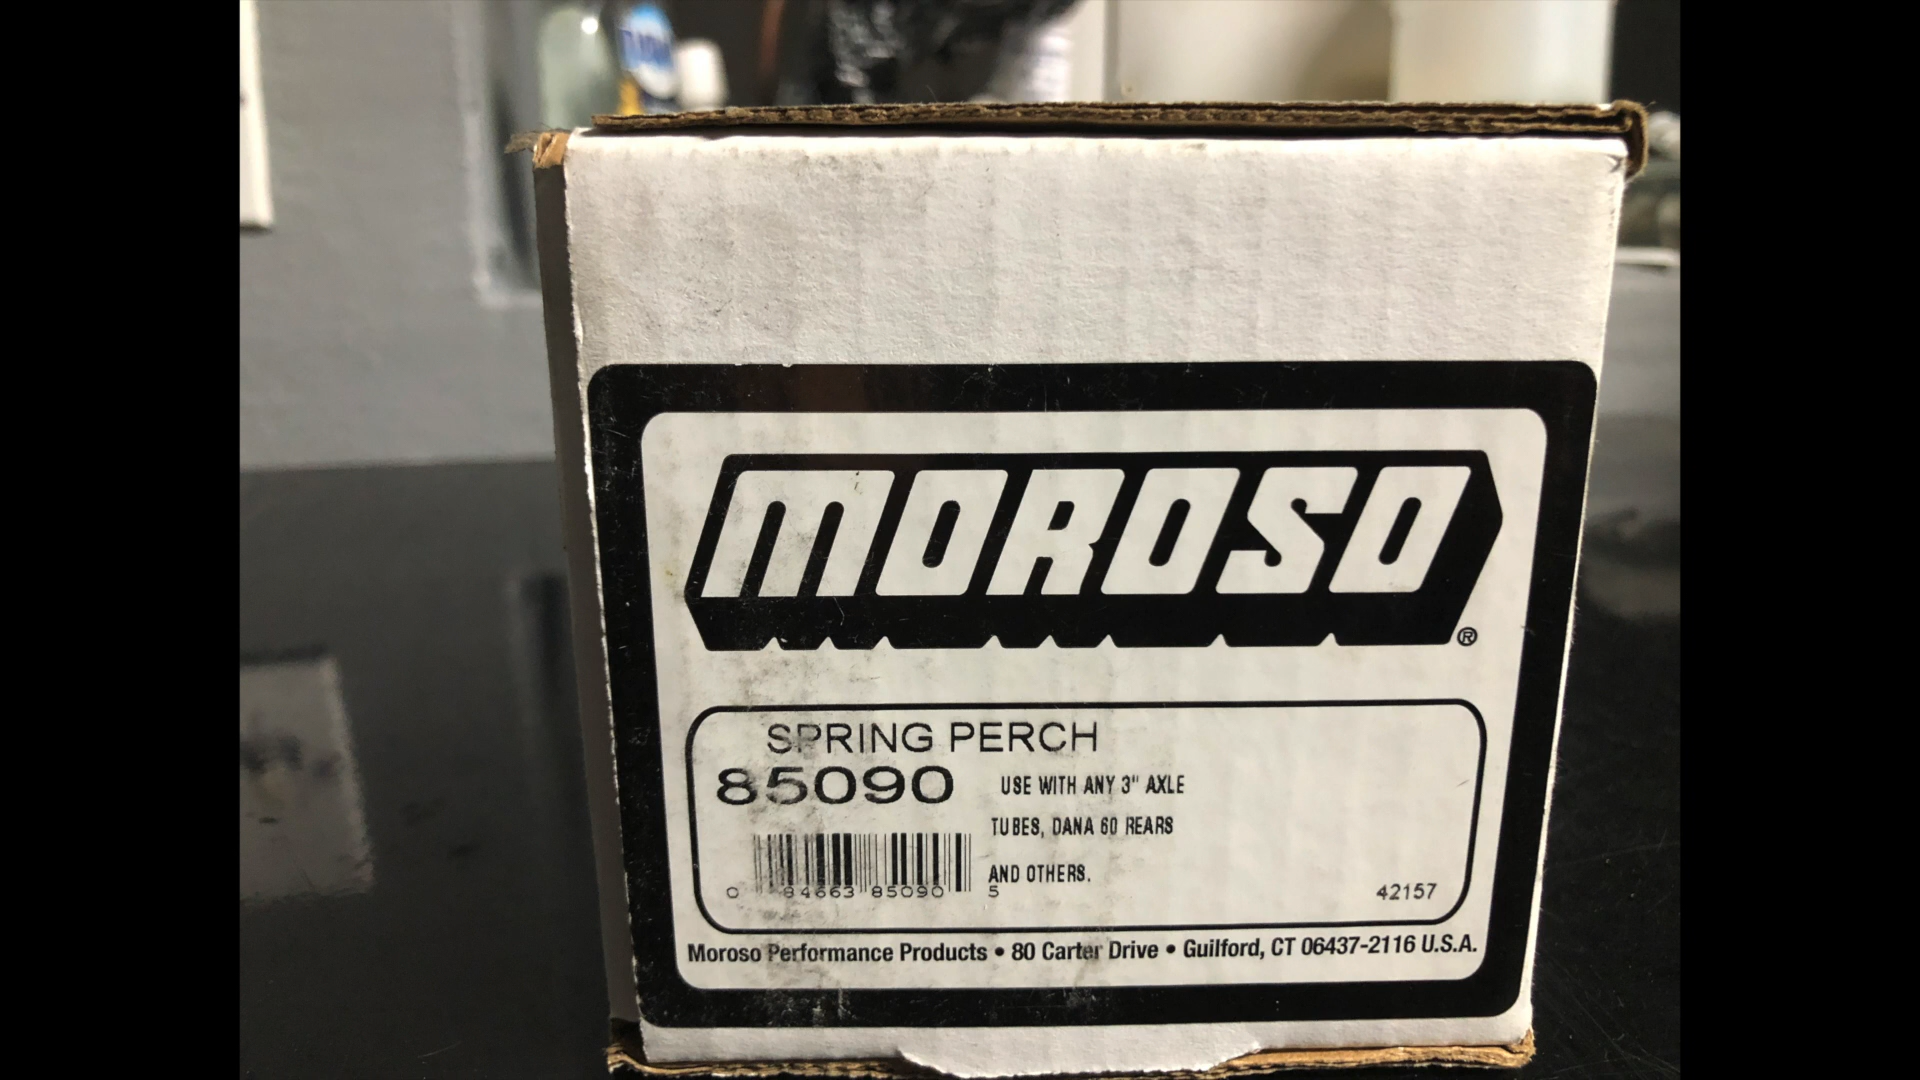 MOROSO®
SPRING PERCH
85090
USE WITH ANY 3" AXLE
TUBES, DANA 60 REARS
AND OTHERS.
0 84663 85090 5
42157
Moroso Performance Products • 80 Carter Drive • Guilford, CT 06437-2116 U.S.A.